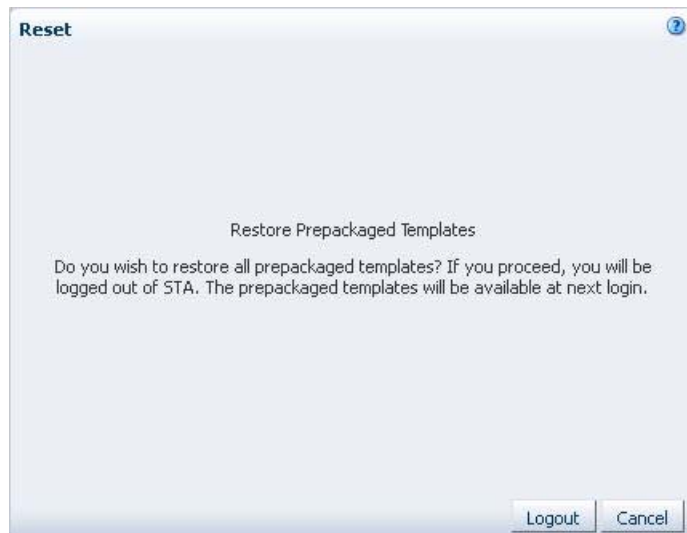 Reset
Restore Prepackaged Templates
Do you wish to restore all prepackaged templates? If you proceed, you will be
logged out of STA. The prepackaged templates will be available at next login.
Logout Cancel